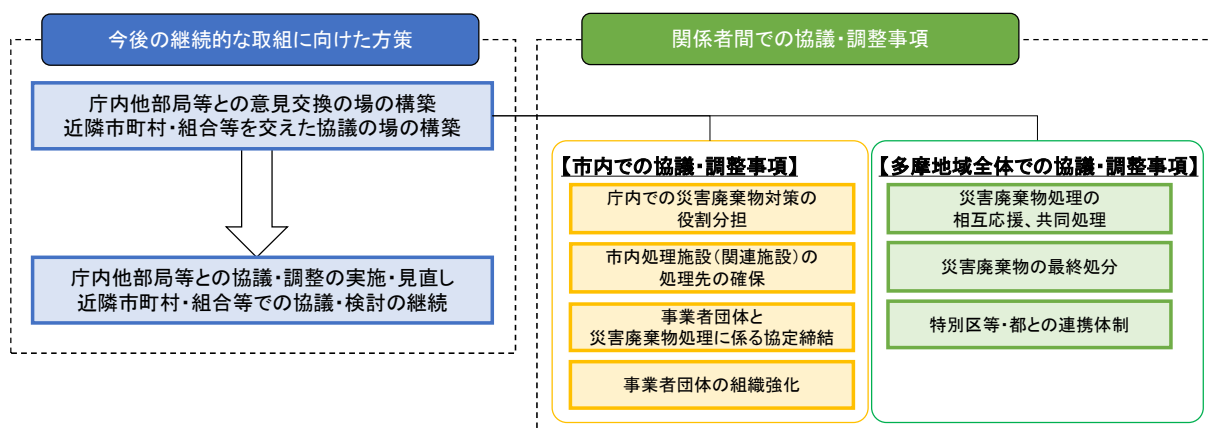 今後の継続的な取組に向けた方策
庁内他部局等との意見交換の場の構築
近隣市町村・組合等を交えた協議の場の構築
庁内他部局等との協議・調整の実施・見直し
近隣市町村・組合等での協議・検討の継続
関係者間での協議・調整事項
【市内での協議・調整事項】
庁内での災害廃棄物対策の
役割分担
市内処理施設（関連施設）の
処理先の確保
事業者団体と
災害廃棄物処理に係る協定締結
事業者団体の組織強化
【多摩地域全体での協議・調整事項】
災害廃棄物処理の
相互応援、共同処理
災害廃棄物の最終処分
特別区等・都との連携体制